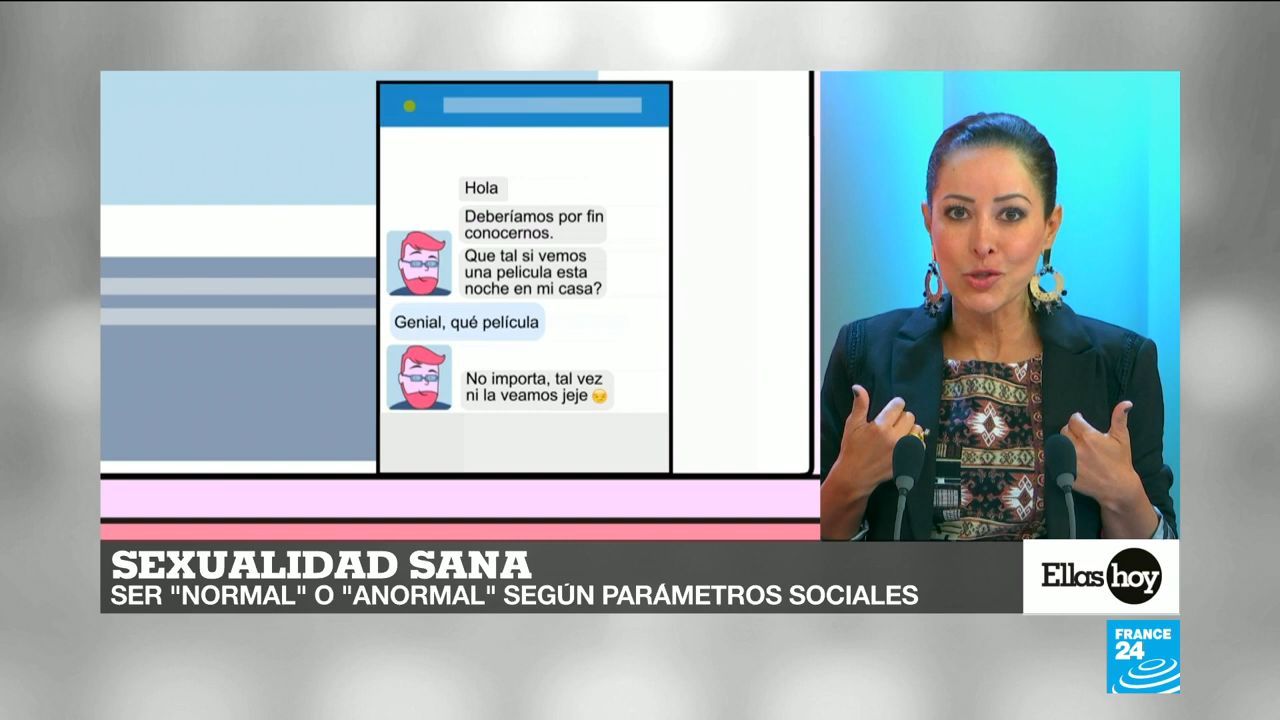 Hola
Deberíamos por fin
conocernos.
Que tal si vemos
una pelicula esta
noche en mi casa?
Genial, qué película
No importa, tal vez
ni la veamos jeje
SEXUALIDAD SANA
SER "NORMAL" O "ANORMAL" SEGÚN PARÁMETROS SOCIALES
Ellas hoy
FRANCE
24